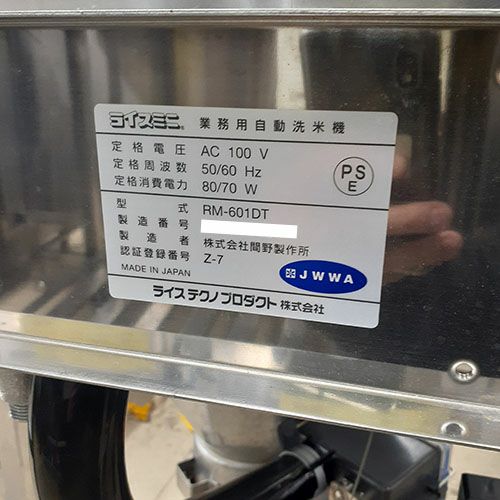 ライスミニ® 業務用自動洗米機
定格電圧 AC 100 V
定格周波数 50/60 Hz
定格消費電力 80/70 W
PS
E
型式 RM-601DT
製造番号
製造者 株式会社間野製作所
認証登録番号 Z-7
MADE IN JAPAN
JWWA
ライステクノプロダクト株式会社